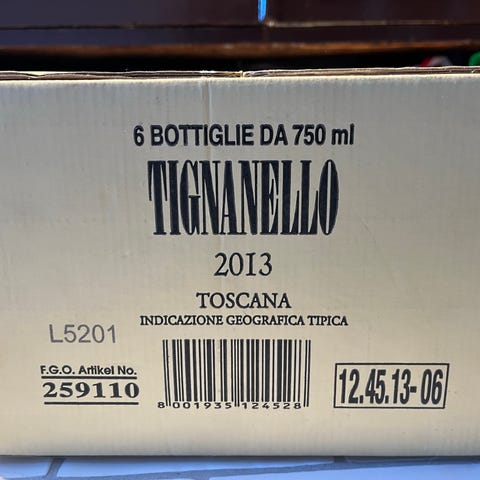 6 BOTTIGLIE DA 750 ml
TIGNANELLO
2013
TOSCANA
INDICAZIONE GEOGRAFICA TIPICA
L5201
F.G.O. Artikel No.
259110
8 001935 124528
12.45.13-06